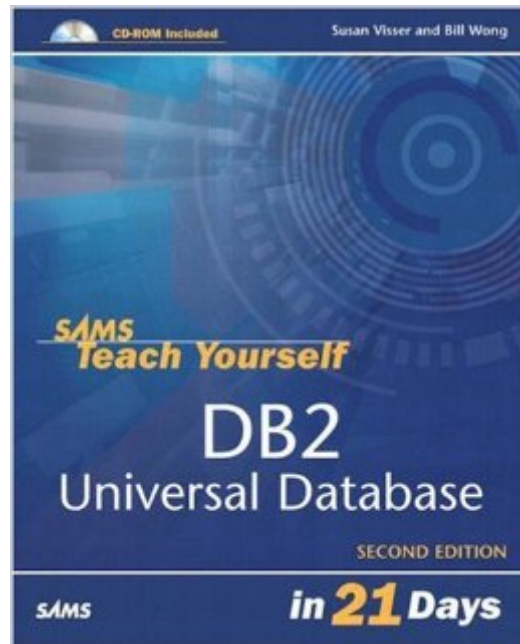 CD-ROM Included
Susan Visser and Bill Wong
SAMS
Teach Yourself
DB2
Universal Database
SECOND EDITION
SAMS
in 21 Days